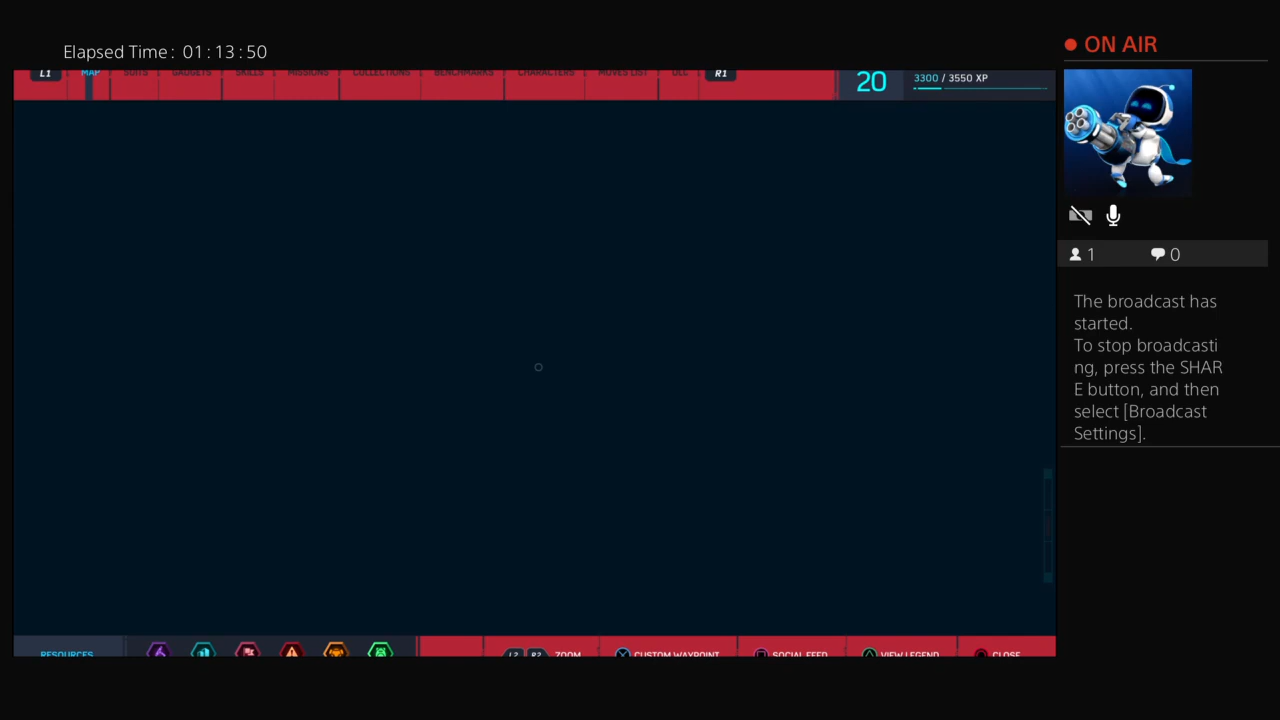 Elapsed Time: 01:13:50
ON AIR
L1 MAP SUITS GADGETS SKILLS MISSIONS COLLECTIONS BENCHMARKS CHARACTERS MOVES LIST DLC R1
20 3300 / 3550 XP
1 0
The broadcast has
started.
To stop broadcasti
ng, press the SHAR
E button, and then
select [Broadcast
Settings].
RESOURCES L2 R2 ZOOM CUSTOM WAYPOINT SOCIAL FEED VIEW LEGEND CLOSE